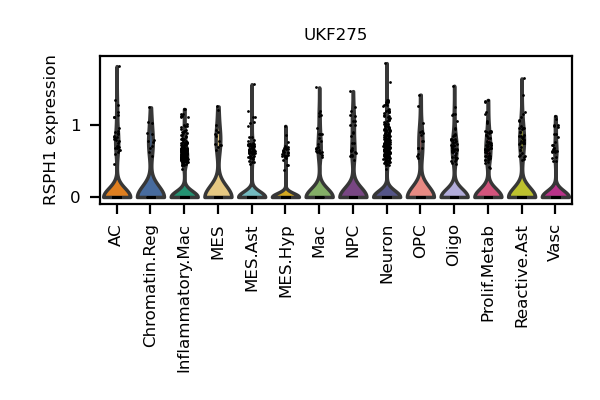 UKF275
RSPH1 expression
1
0
AC
Chromatin.Reg
Inflammatory.Mac
MES
MES.Ast
MES.Hyp
Mac
NPC
Neuron
OPC
Oligo
Prolif.Metab
Reactive.Ast
Vasc